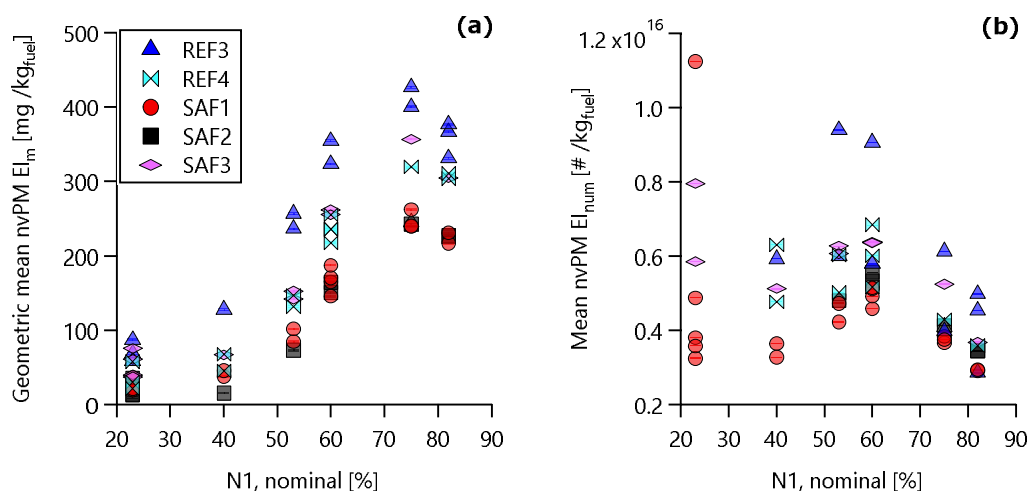 (a)
Geometric mean nvPM EIm [mg /kgfuel]
500
400
300
200
100
0
REF3
REF4
SAF1
SAF2
SAF3
20 30 40 50 60 70 80 90
N1, nominal [%]
(b)
Mean nvPM EInum [# /kgfuel]
1.2 x10^16
1.0
0.8
0.6
0.4
0.2
20 30 40 50 60 70 80 90
N1, nominal [%]